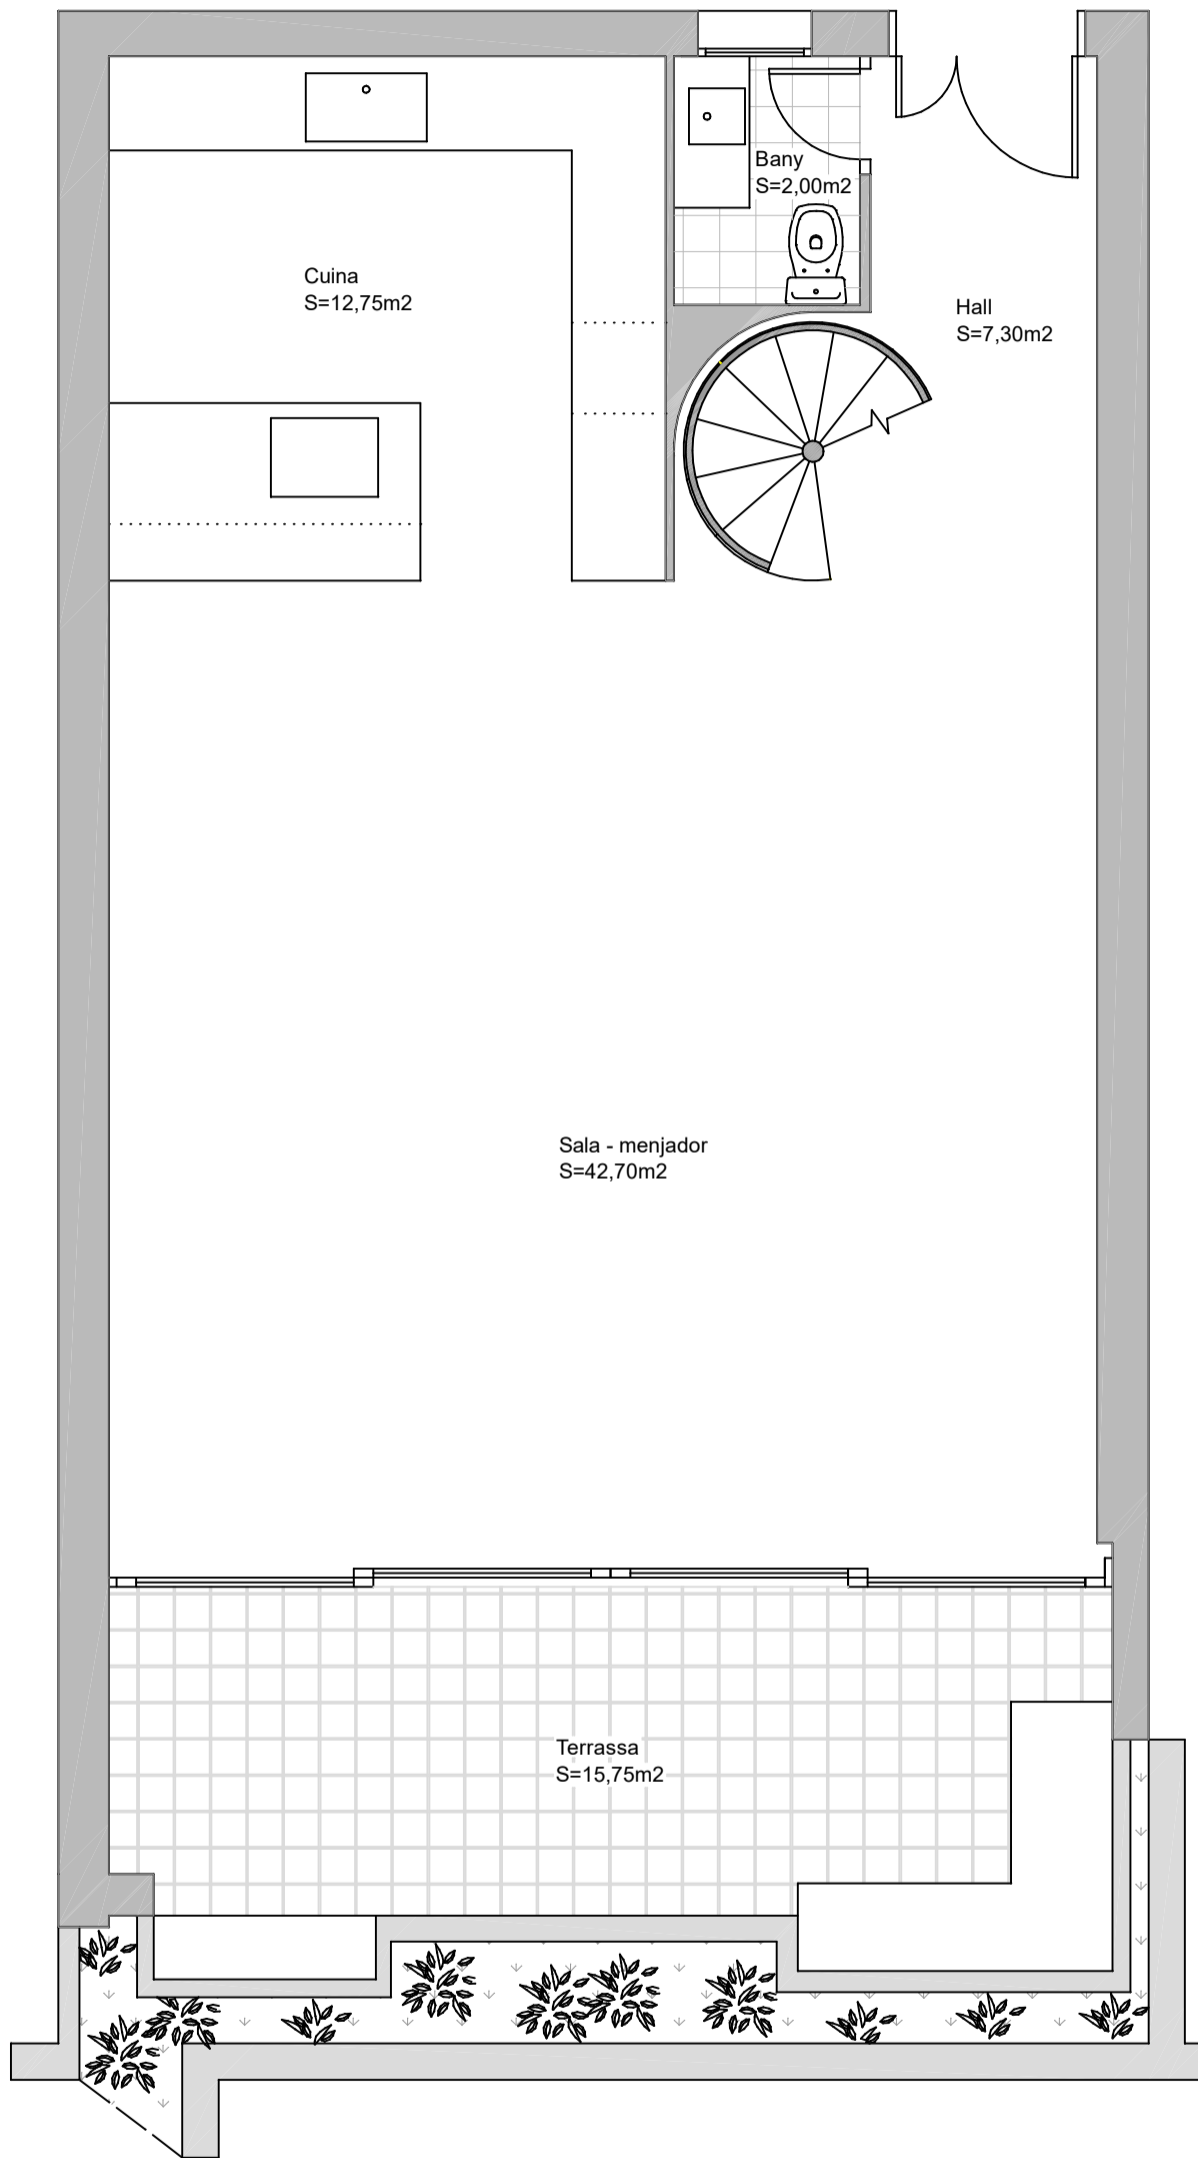 Bany
S=2,00m2
Cuina
S=12,75m2
Hall
S=7,30m2
Sala - menjador
S=42,70m2
Terrassa
S=15,75m2